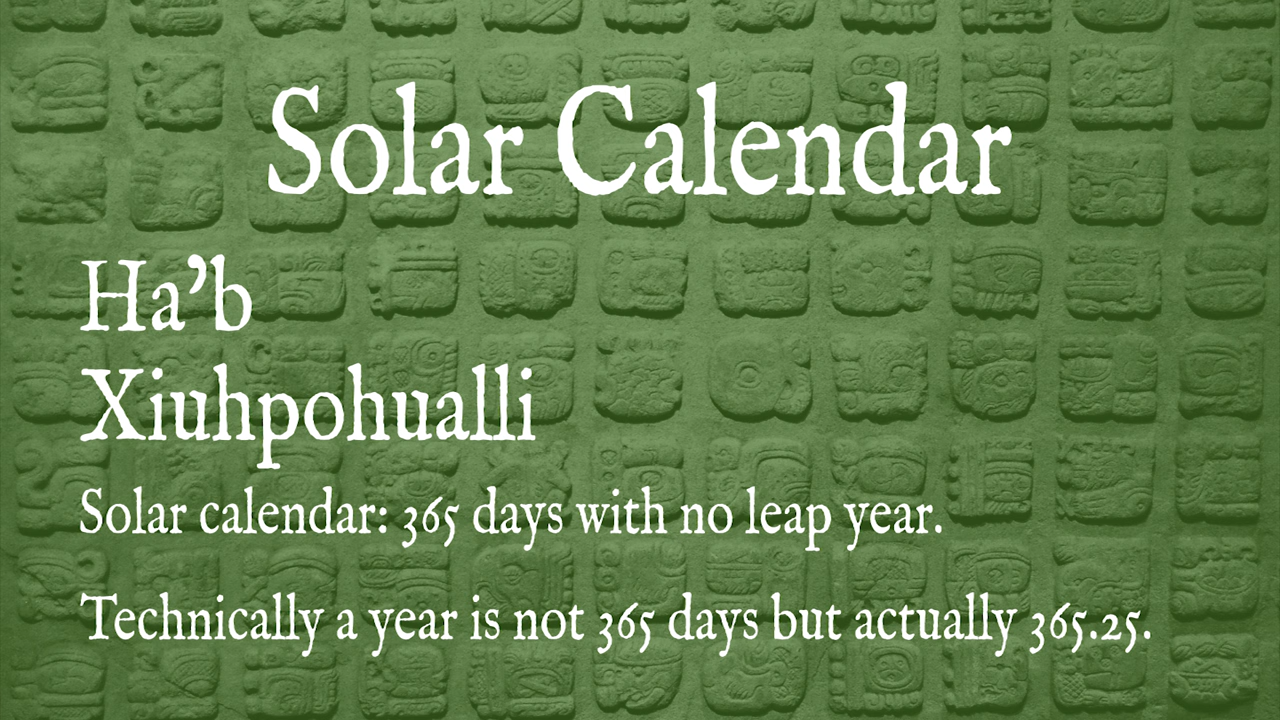 Solar Calendar
Ha’b
Xiuhpohualli
Solar calendar: 365 days with no leap year.
Technically a year is not 365 days but actually 365.25.